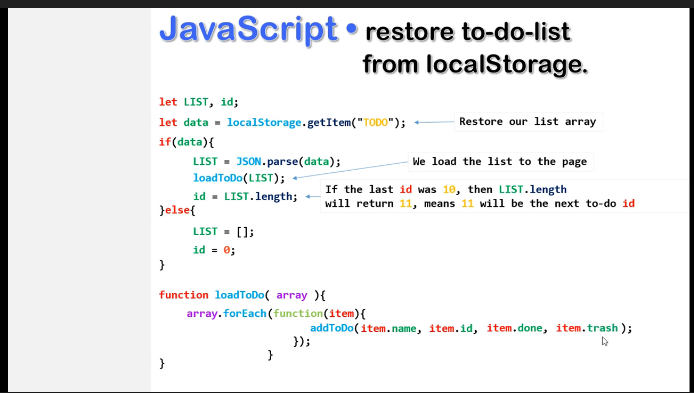 JavaScript • restore to-do-list
from localStorage.
let LIST, id;
let data = localStorage.getItem("TODO");
Restore our list array
if(data){
LIST = JSON.parse(data);
We load the list to the page
loadToDo(LIST);
id = LIST.length;
If the last id was 10, then LIST.length
will return 11, means 11 will be the next to-do id
}else{
LIST = [];
id = 0;
}
function loadToDo( array ){
array.forEach(function(item){
addToDo(item.name, item.id, item.done, item.trash);
});
}
}